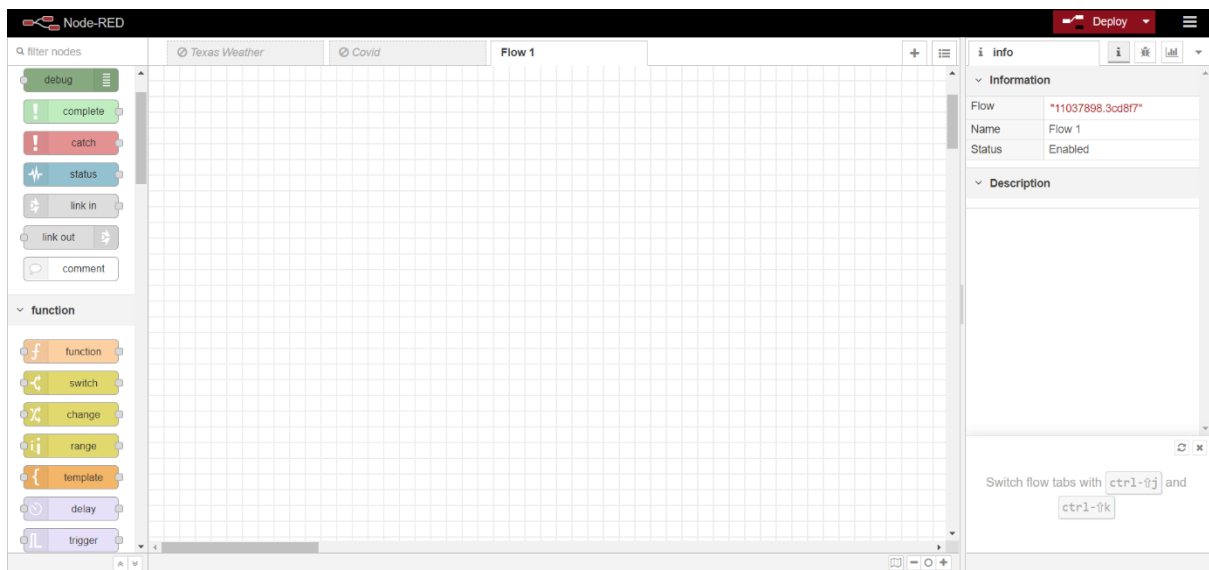 Node-RED
Deploy
filter nodes
Texas Weather
Covid
Flow 1
info
debug
complete
catch
status
link in
link out
comment
function
function
switch
change
range
template
delay
trigger
Information
Flow "11037898.3cd8f7"
Name Flow 1
Status Enabled
Description
Switch flow tabs with ctrl-⇧j and
ctrl-⇧k